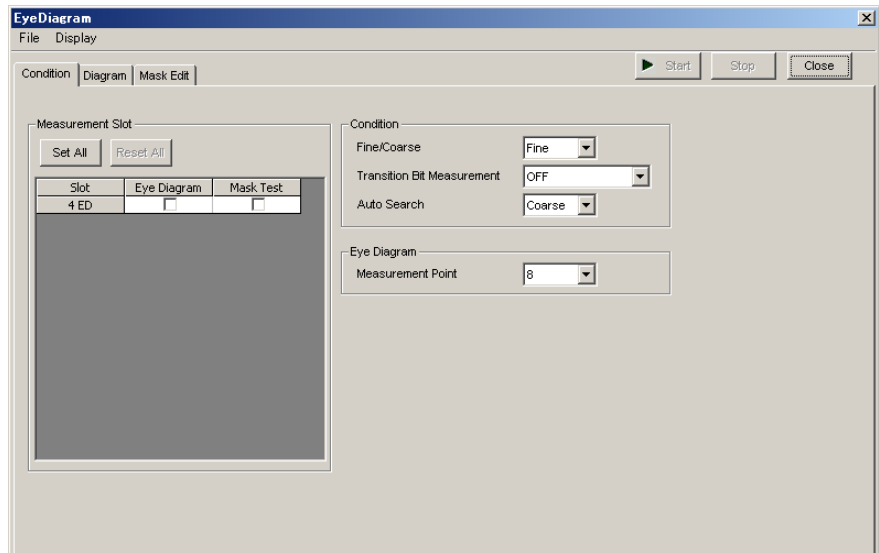 EyeDiagram
File Display
Start Stop Close
Condition Diagram Mask Edit
Measurement Slot
Set All Reset All
Slot Eye Diagram Mask Test
4 ED
Condition
Fine/Coarse Fine
Transition Bit Measurement OFF
Auto Search Coarse
Eye Diagram
Measurement Point 8